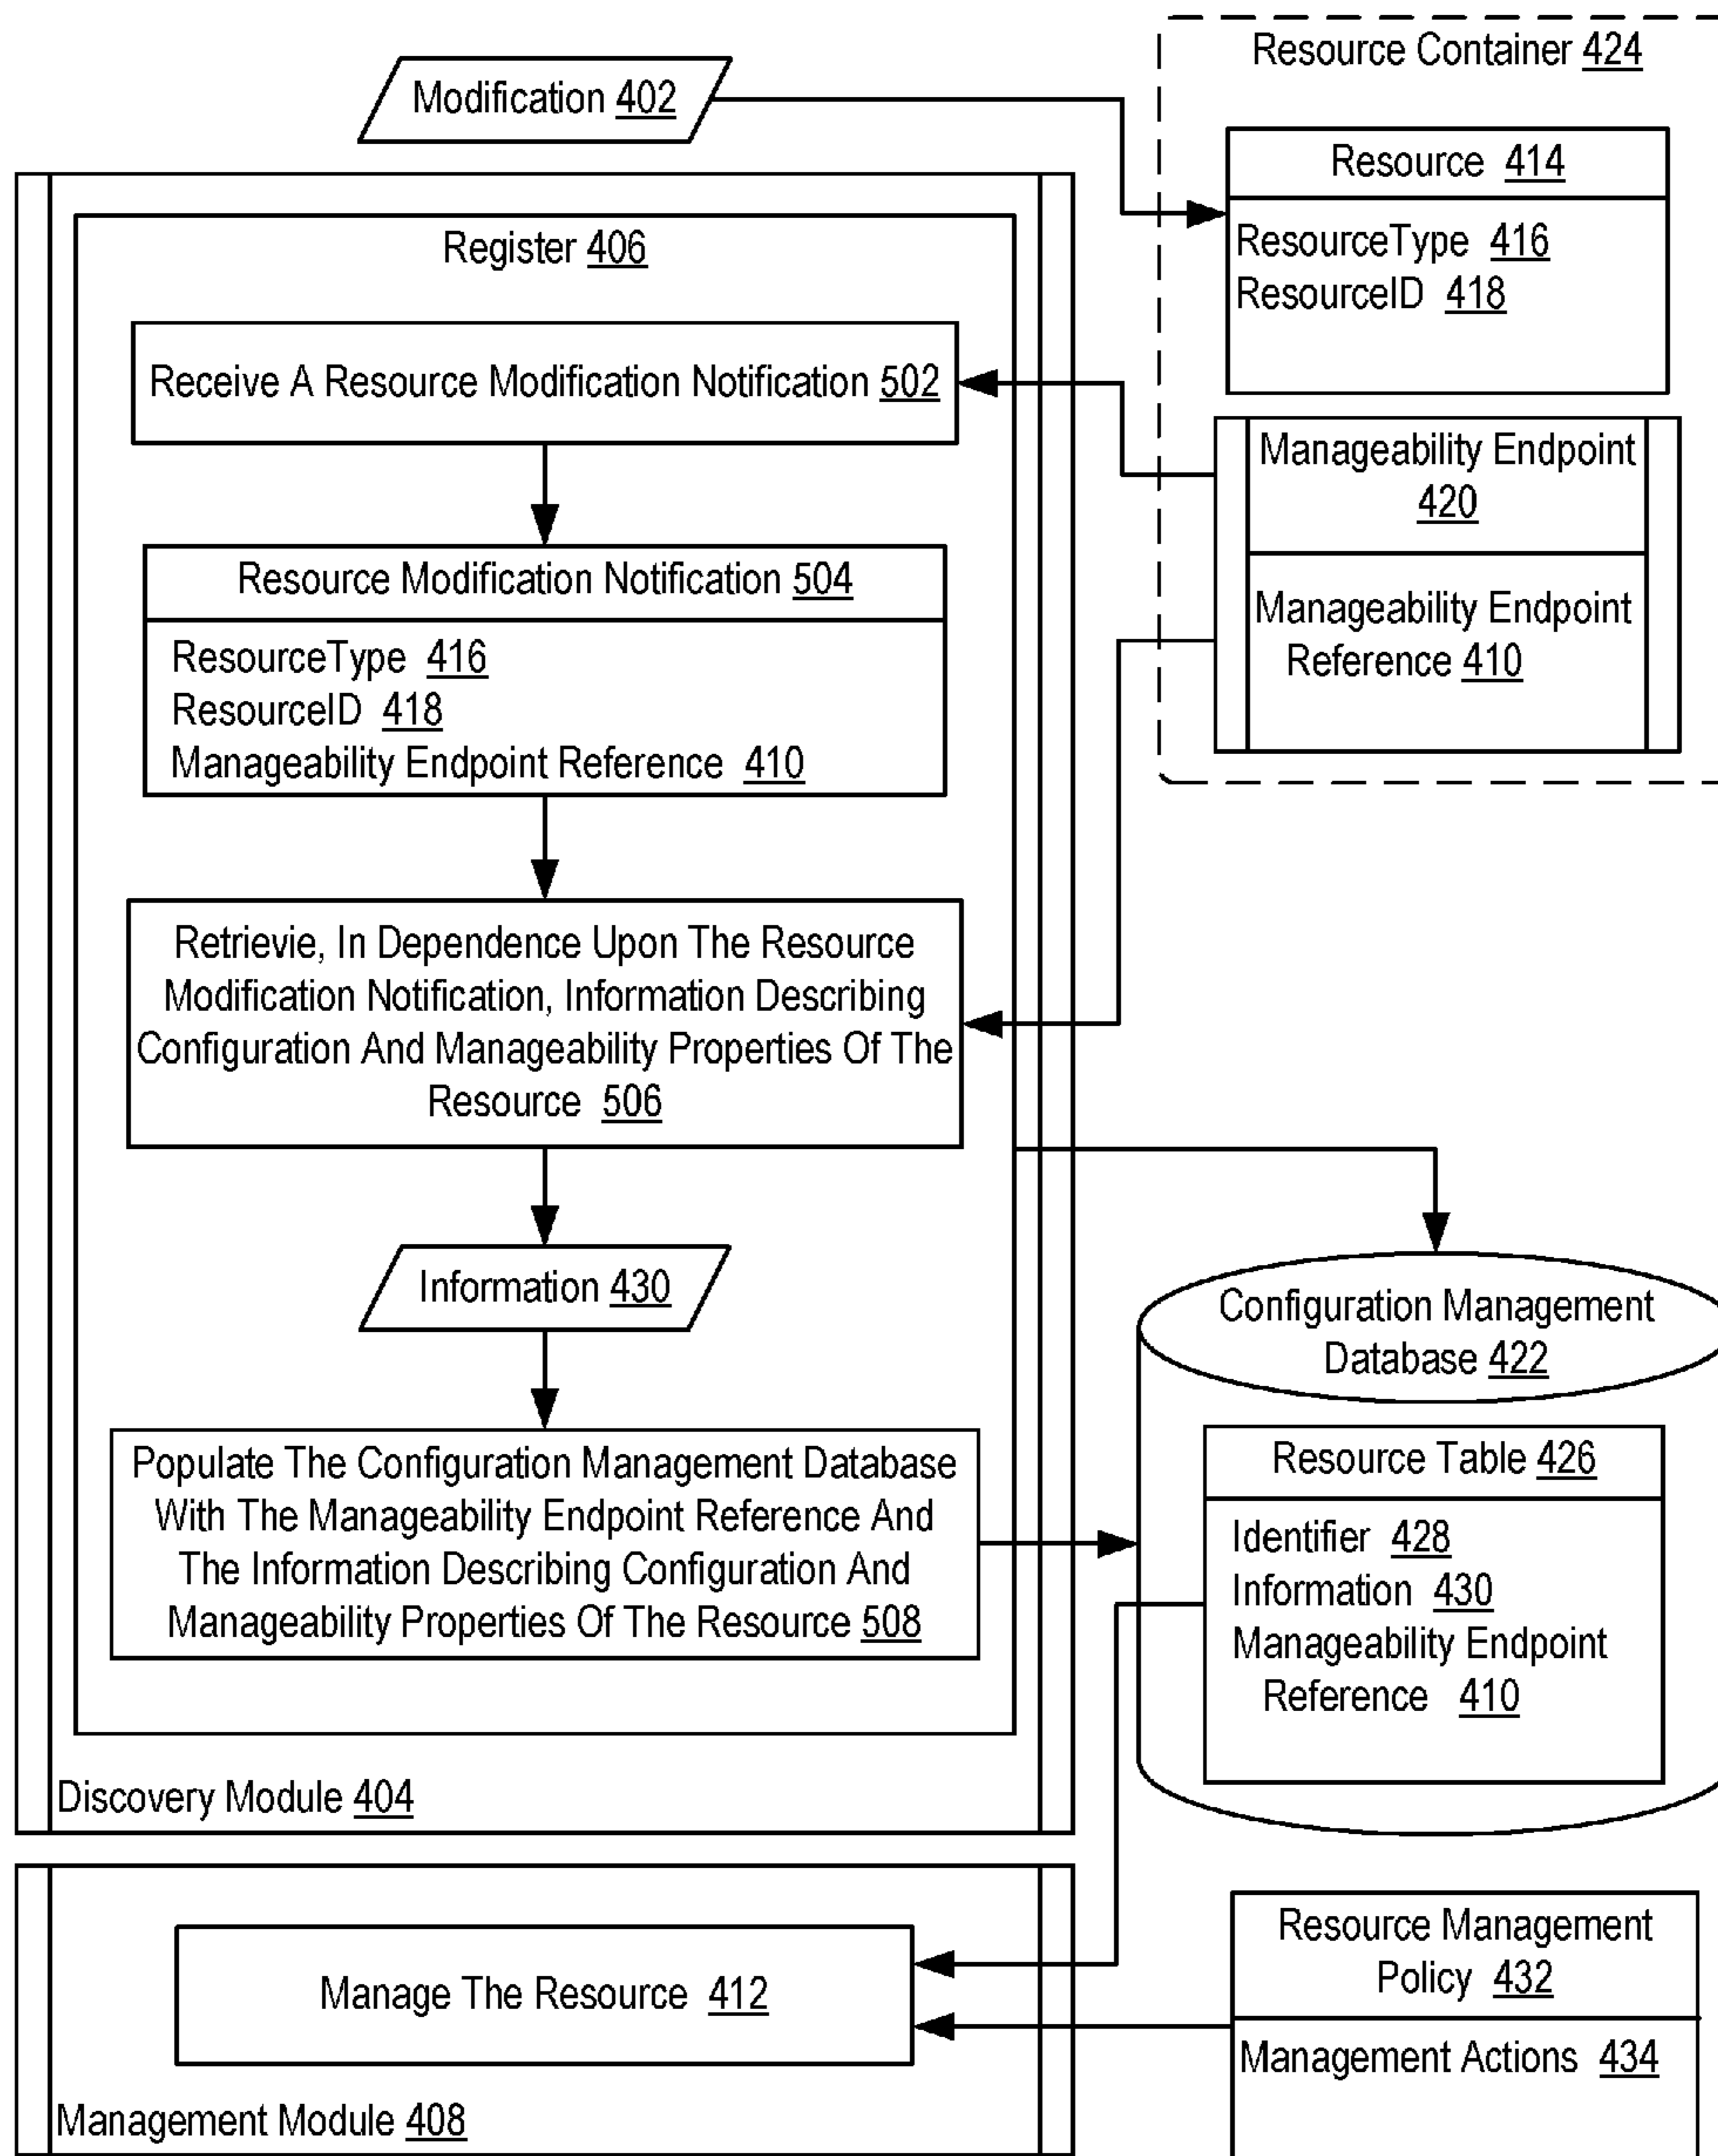 Modification 402
Resource Container 424
Resource 414
ResourceType 416
ResourceID 418
Manageability Endpoint
420
Manageability Endpoint
Reference 410
Register 406
Receive A Resource Modification Notification 502
Resource Modification Notification 504
ResourceType 416
ResourceID 418
Manageability Endpoint Reference 410
Retrievie, In Dependence Upon The Resource
Modification Notification, Information Describing
Configuration And Manageability Properties Of The
Resource 506
Information 430
Populate The Configuration Management Database
With The Manageability Endpoint Reference And
The Information Describing Configuration And
Manageability Properties Of The Resource 508
Discovery Module 404
Configuration Management
Database 422
Resource Table 426
Identifier 428
Information 430
Manageability Endpoint
Reference 410
Manage The Resource 412
Management Module 408
Resource Management
Policy 432
Management Actions 434